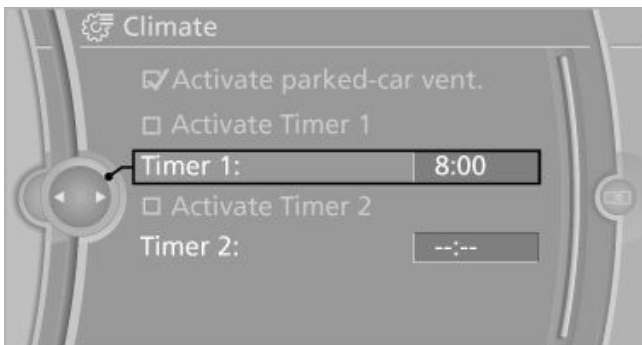 Climate
Activate parked-car vent.
Activate Timer 1
Timer 1: 8:00
Activate Timer 2
Timer 2: --:--